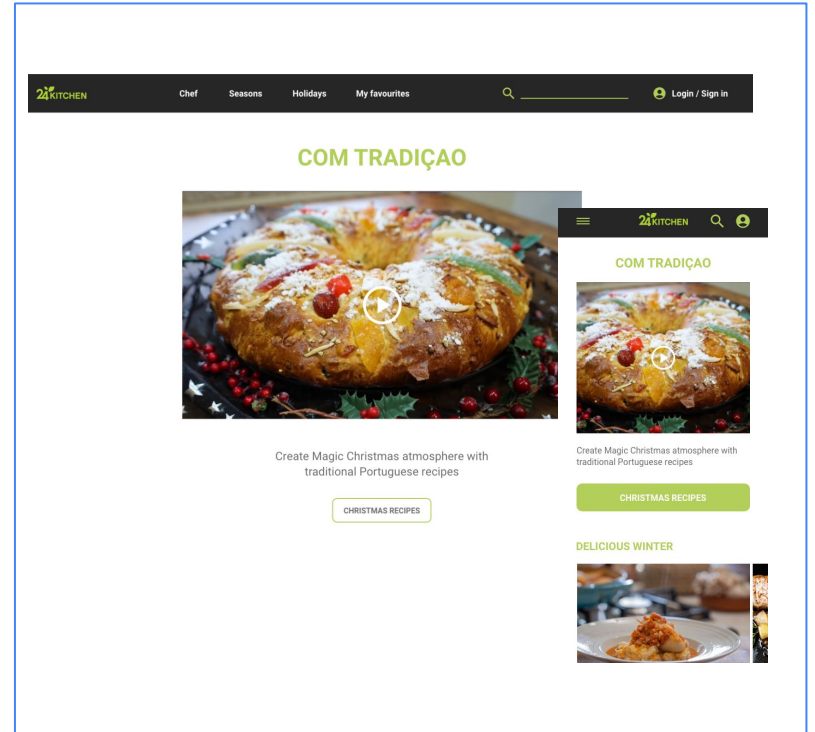 24KITCHEN
Chef
Seasons
Holidays
My favourites
Login / Sign in
COM TRADIÇAO
Create Magic Christmas atmosphere with
traditional Portuguese recipes
CHRISTMAS RECIPES
24KITCHEN
COM TRADIÇAO
Create Magic Christmas atmosphere with
traditional Portuguese recipes
CHRISTMAS RECIPES
DELICIOUS WINTER